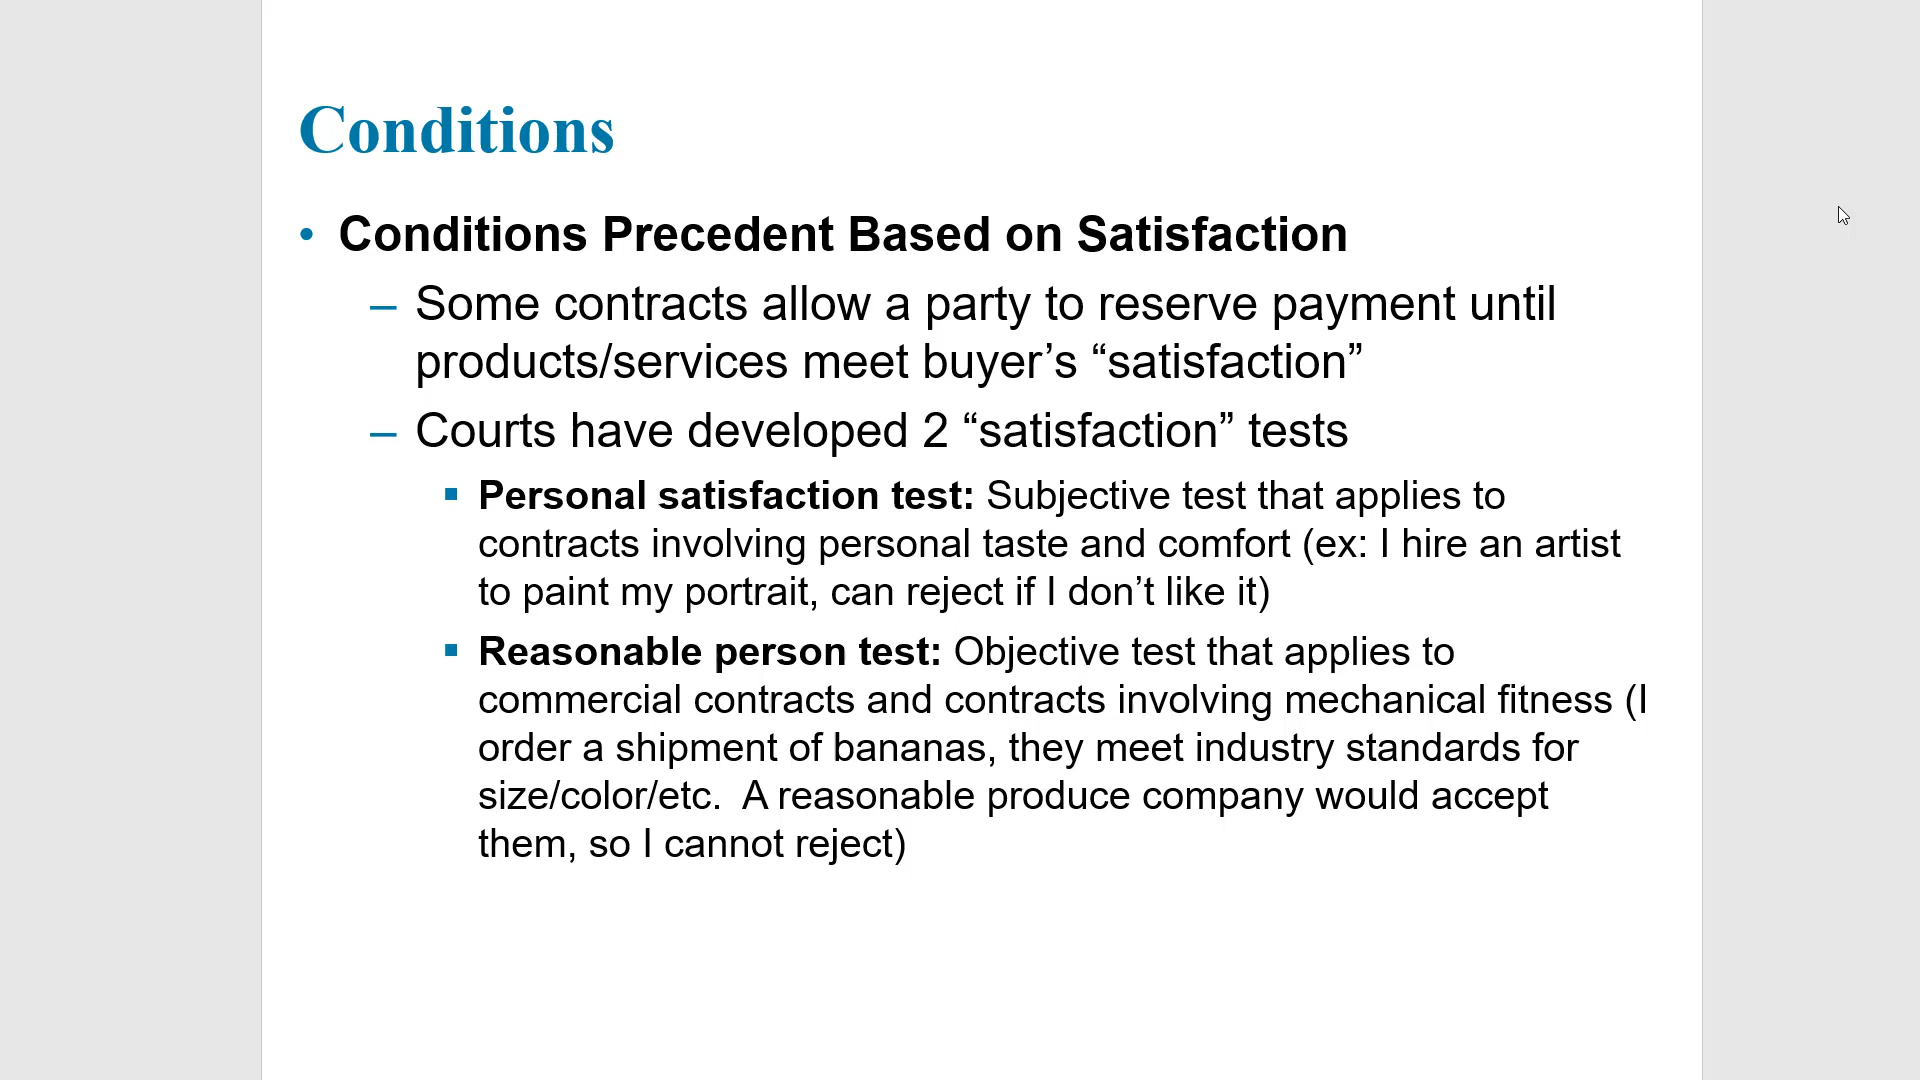 Conditions
• Conditions Precedent Based on Satisfaction
– Some contracts allow a party to reserve payment until
products/services meet buyer’s “satisfaction”
– Courts have developed 2 “satisfaction” tests
▪ Personal satisfaction test: Subjective test that applies to
contracts involving personal taste and comfort (ex: I hire an artist
to paint my portrait, can reject if I don’t like it)
▪ Reasonable person test: Objective test that applies to
commercial contracts and contracts involving mechanical fitness (I
order a shipment of bananas, they meet industry standards for
size/color/etc.  A reasonable produce company would accept
them, so I cannot reject)